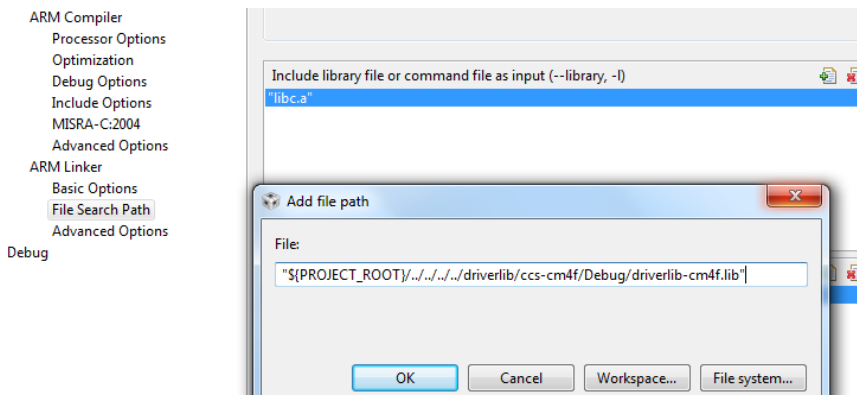 ARM Compiler
Processor Options
Optimization
Debug Options
Include Options
MISRA-C:2004
Advanced Options
ARM Linker
Basic Options
File Search Path
Advanced Options
Debug
Include library file or command file as input (--library, -l)
"libc.a"
Add file path
File:
"${PROJECT_ROOT}/../../../../driverlib/ccs-cm4f/Debug/driverlib-cm4f.lib"
OK Cancel Workspace... File system...